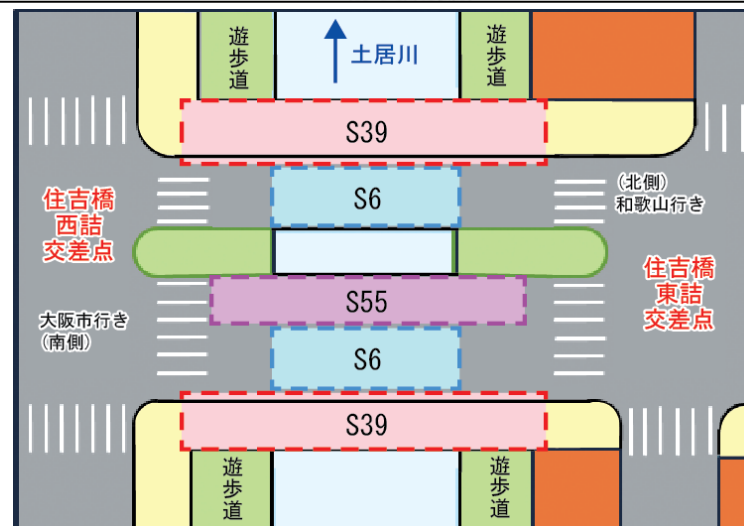 遊歩道
土居川
遊歩道
S39
住吉橋
西詰
交差点
S6
(北側)
和歌山行き
住吉橋
東詰
交差点
S55
大阪市行き
(南側)
S6
S39
遊歩道
遊歩道